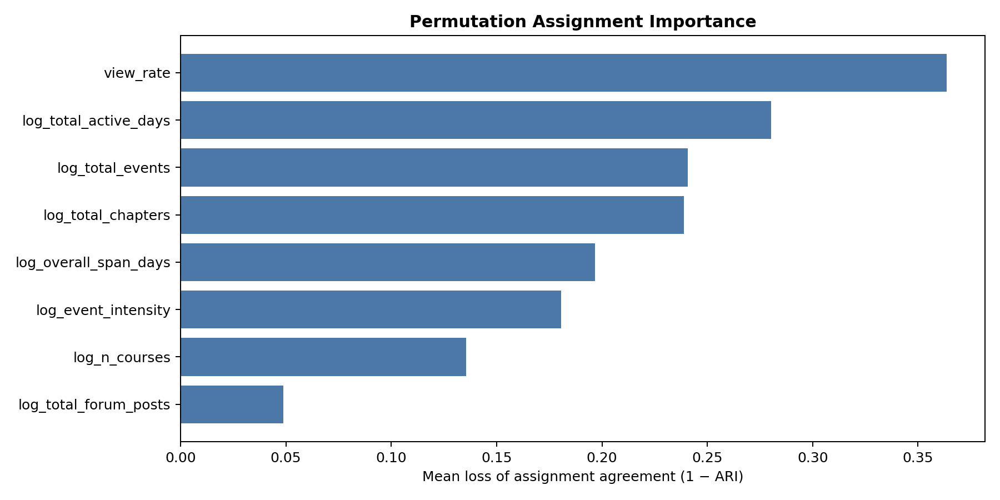 Permutation Assignment Importance
view_rate
log_total_active_days
log_total_events
log_total_chapters
log_overall_span_days
log_event_intensity
log_n_courses
log_total_forum_posts
0.00 0.05 0.10 0.15 0.20 0.25 0.30 0.35
Mean loss of assignment agreement (1 − ARI)